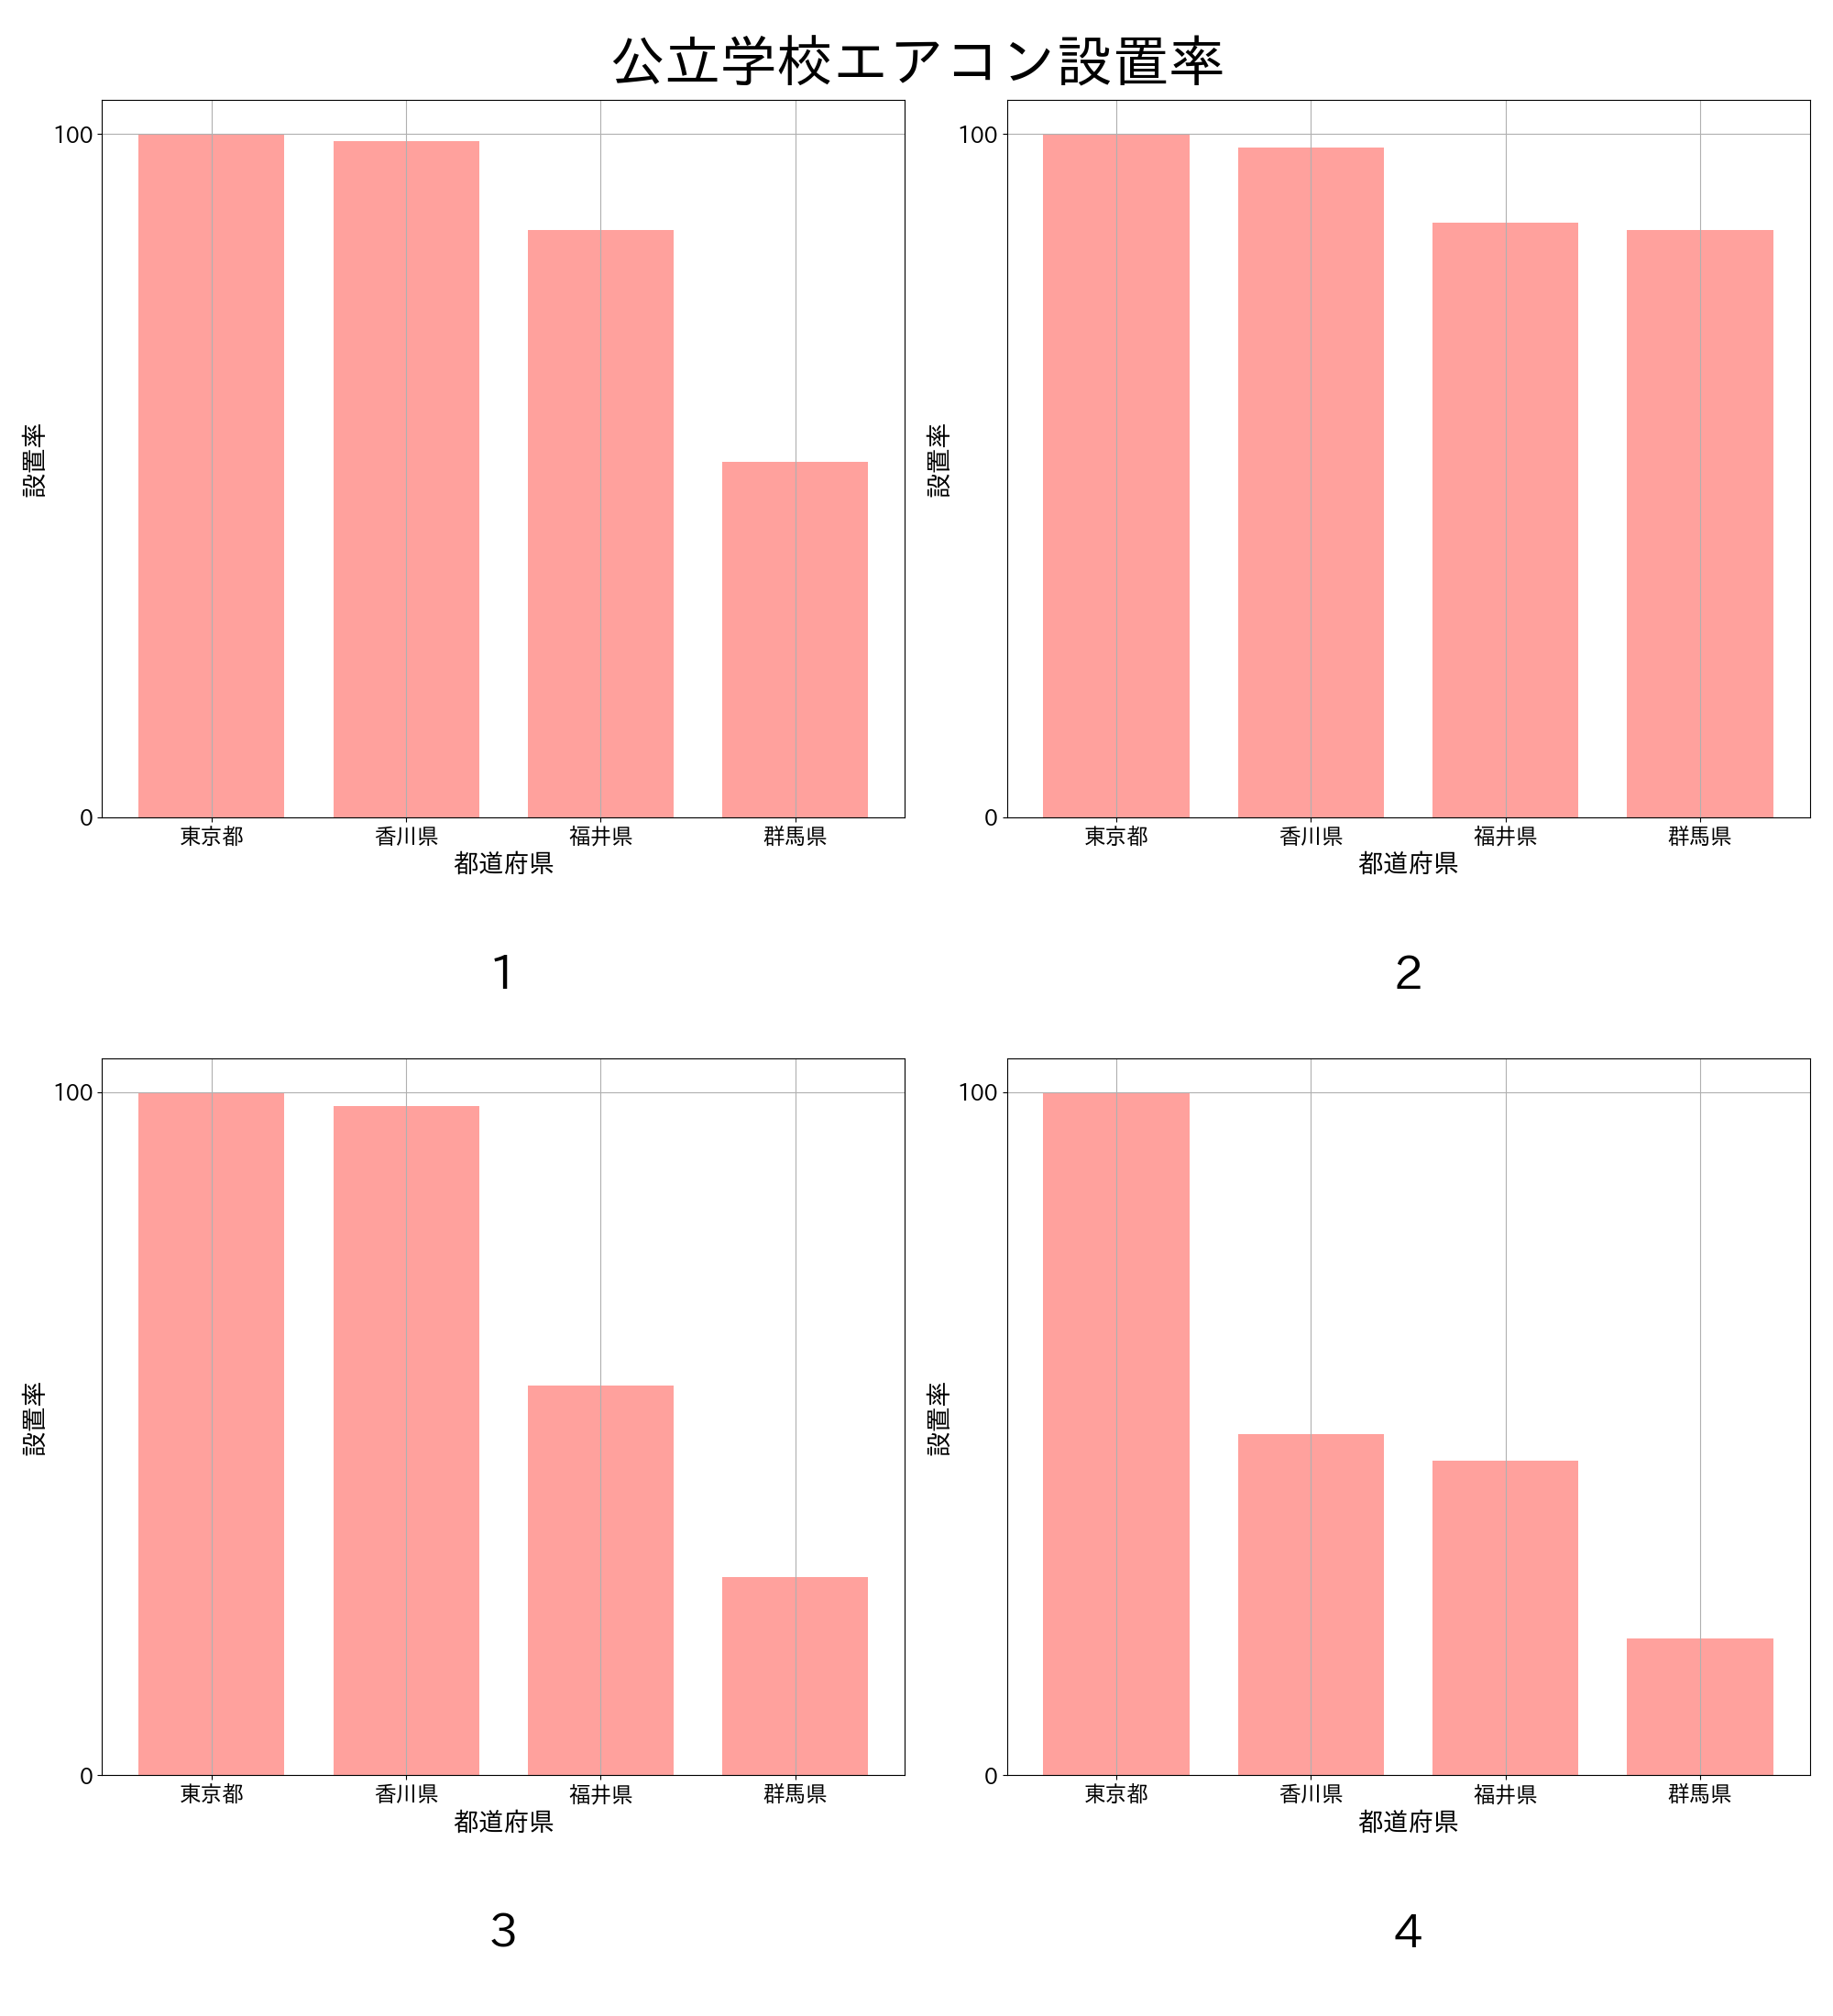 公立学校エアコン設置率
100
0
設置率
東京都 香川県 福井県 群馬県
都道府県
1
100
0
設置率
東京都 香川県 福井県 群馬県
都道府県
2
100
0
設置率
東京都 香川県 福井県 群馬県
都道府県
3
100
0
設置率
東京都 香川県 福井県 群馬県
都道府県
4